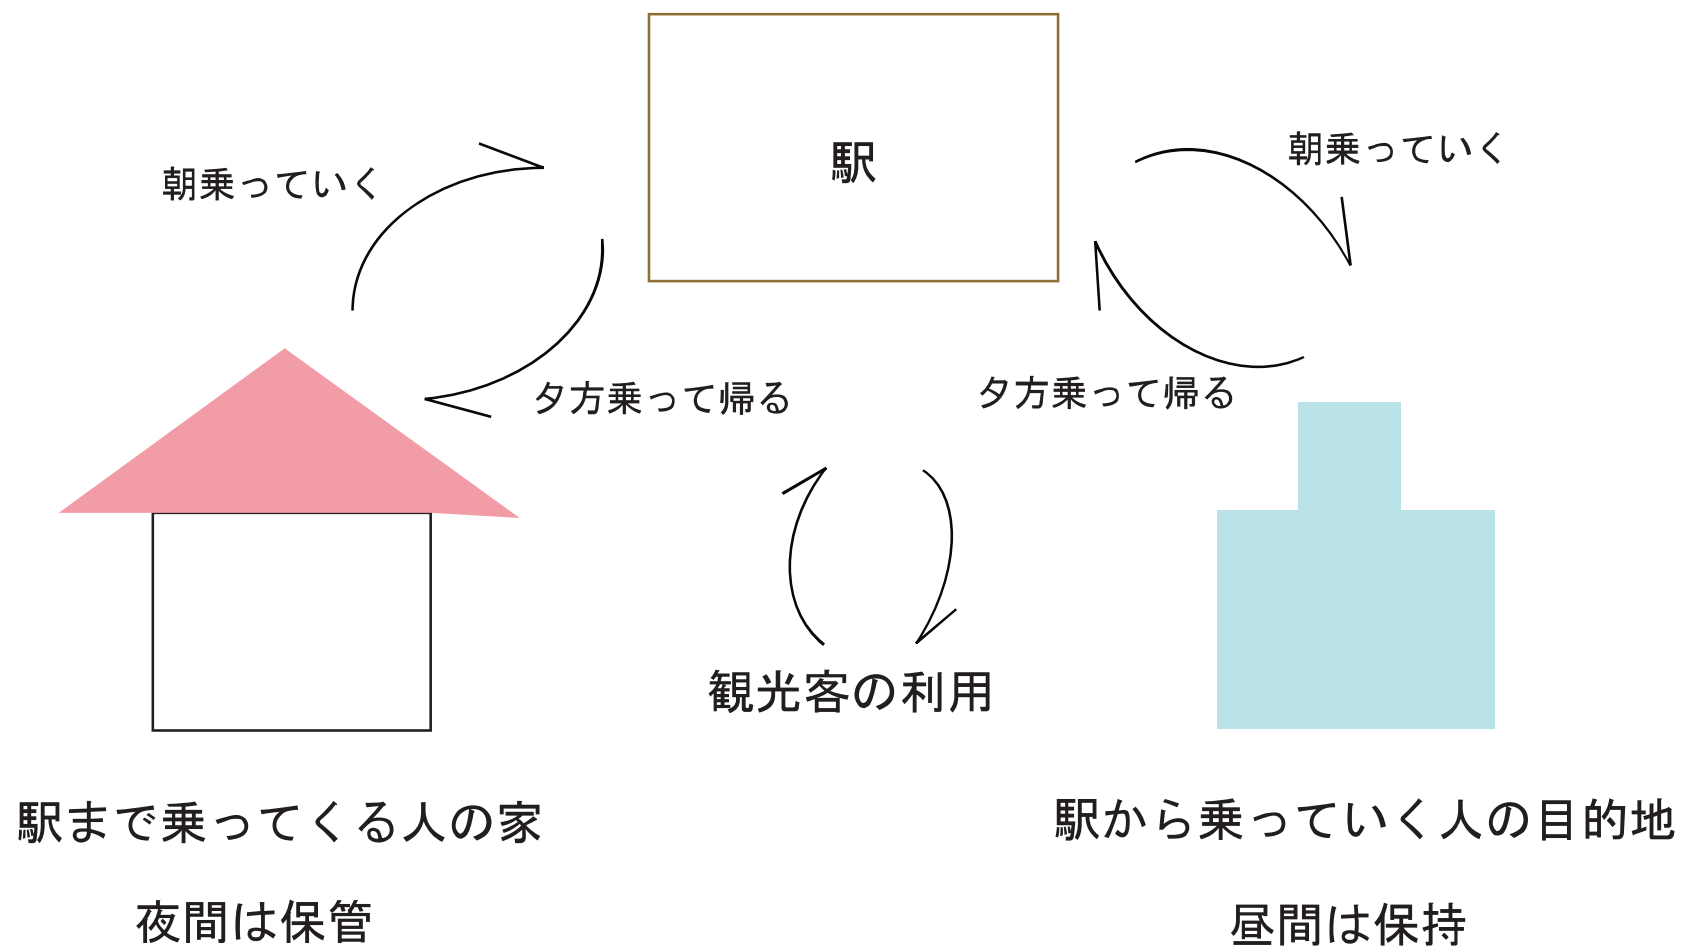 駅
朝乗っていく
朝乗っていく
夕方乗って帰る
夕方乗って帰る
観光客の利用
駅まで乗ってくる人の家
駅から乗っていく人の目的地
夜間は保管
昼間は保持